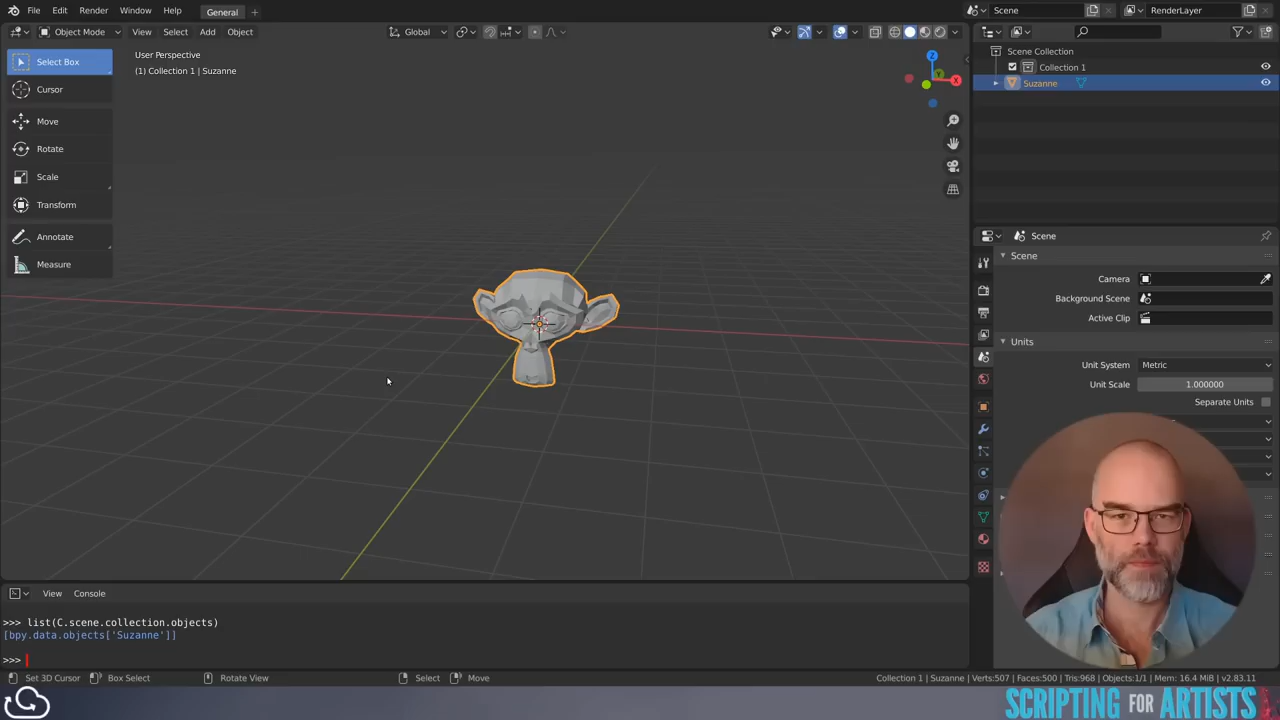 File Edit Render Window Help General + Scene RenderLayer
Object Mode View Select Add Object Global
Select Box
Cursor
Move
Rotate
Scale
Transform
Annotate
Measure
User Perspective
(1) Collection 1 | Suzanne
Z
Y
X
Scene Collection
Collection 1
Suzanne
Scene
Scene
Camera
Background Scene
Active Clip
Units
Unit System Metric
Unit Scale 1.000000
Separate Units
View Console
>>> list(C.scene.collection.objects)
[bpy.data.objects['Suzanne']]
>>>
Set 3D Cursor Box Select Rotate View Select Move Collection 1 | Suzanne | Verts:507 | Faces:500 | Tris:968 | Objects:1/1 | Mem: 16.4 MiB | v2.83.11
SCRIPTING FOR ARTISTS